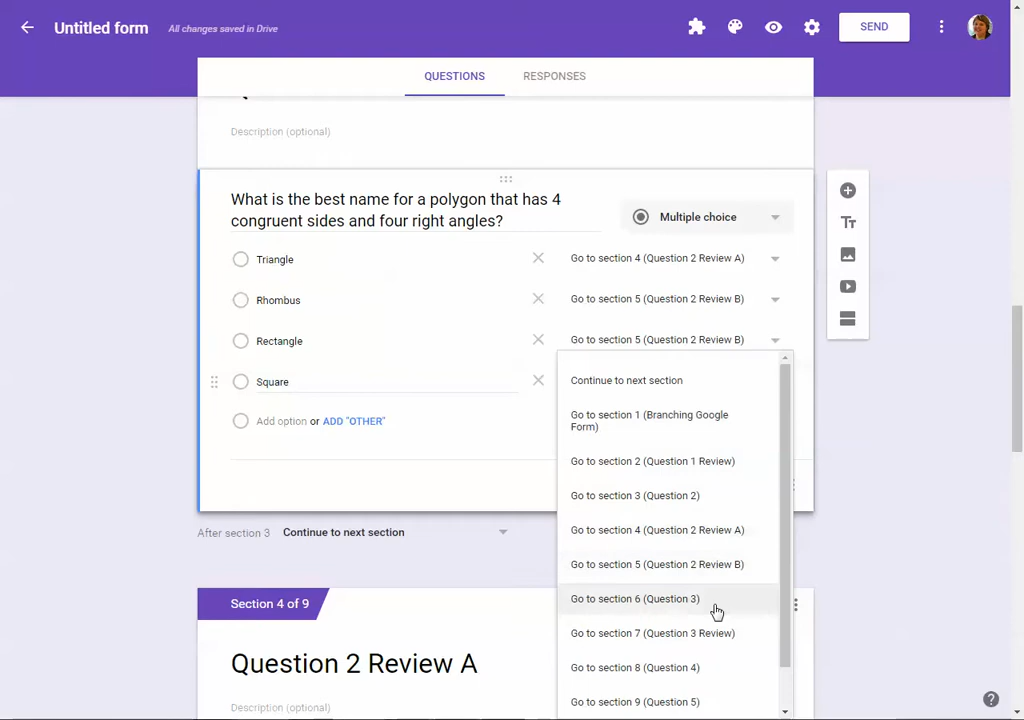 Untitled form
All changes saved in Drive
SEND
QUESTIONS
RESPONSES
Description (optional)
What is the best name for a polygon that has 4
congruent sides and four right angles?
Multiple choice
Triangle
Go to section 4 (Question 2 Review A)
Rhombus
Go to section 5 (Question 2 Review B)
Rectangle
Go to section 5 (Question 2 Review B)
Square
Add option or ADD "OTHER"
Continue to next section
Go to section 1 (Branching Google
Form)
Go to section 2 (Question 1 Review)
Go to section 3 (Question 2)
Go to section 4 (Question 2 Review A)
Go to section 5 (Question 2 Review B)
Go to section 6 (Question 3)
Go to section 7 (Question 3 Review)
Go to section 8 (Question 4)
Go to section 9 (Question 5)
After section 3 Continue to next section
Section 4 of 9
Question 2 Review A
Description (optional)